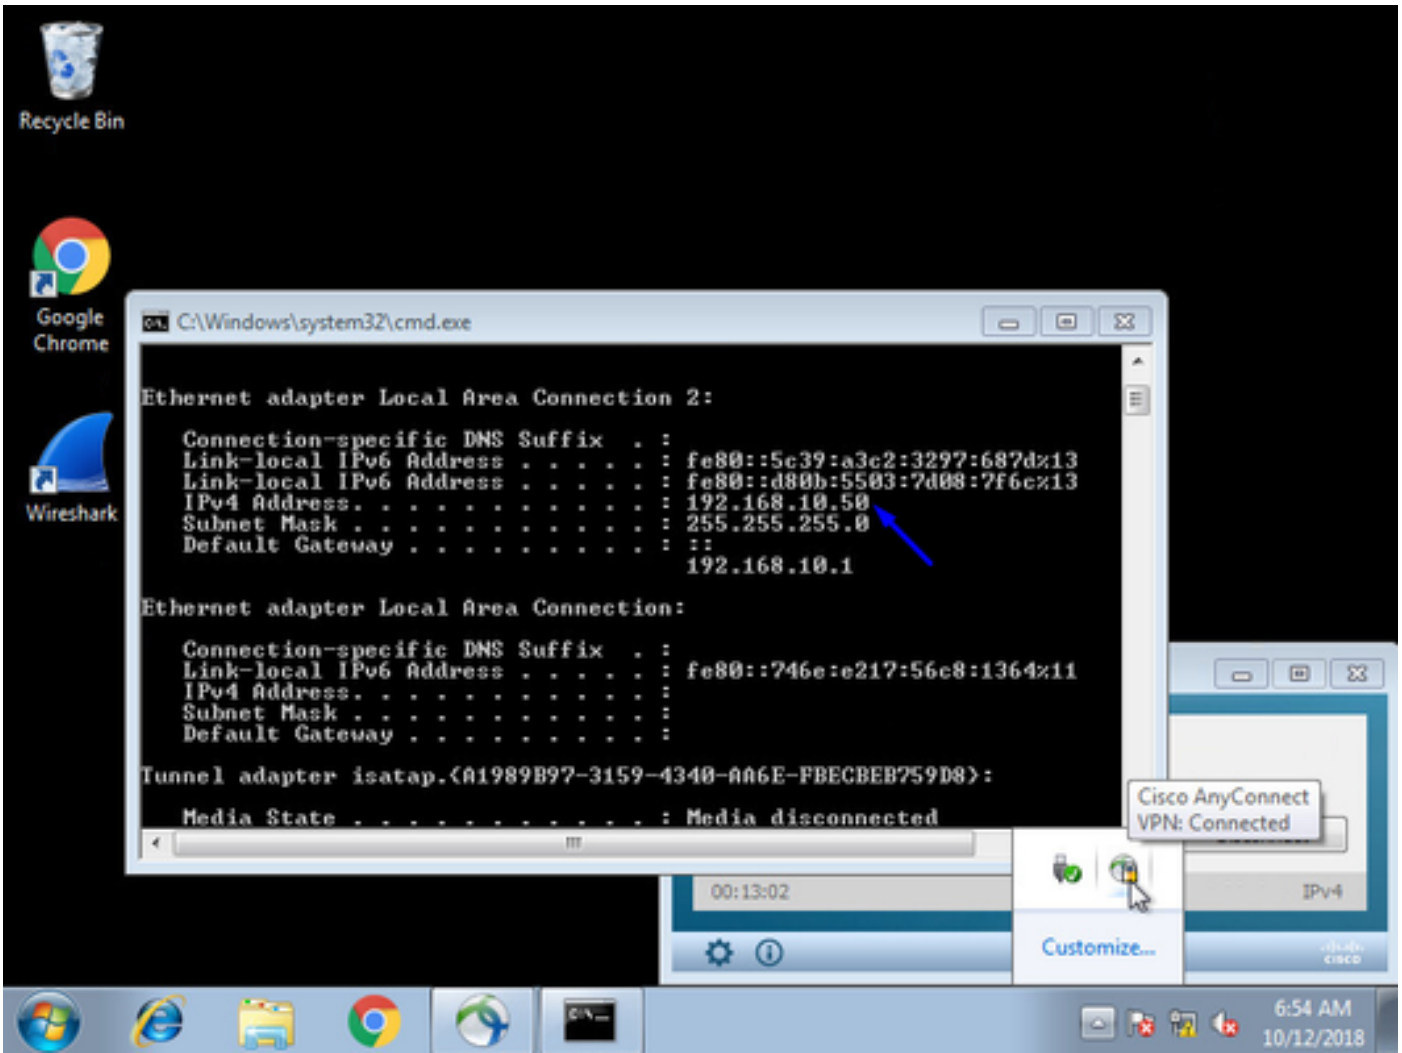 Recycle Bin
Google
Chrome
Wireshark
C:\Windows\system32\cmd.exe
Ethernet adapter Local Area Connection 2:
Connection-specific DNS Suffix . :
Link-local IPv6 Address . . . . . : fe80::5c39:a3c2:3297:687d%13
Link-local IPv6 Address . . . . . : fe80::d80b:5503:7d08:7f6c%13
IPv4 Address. . . . . . . . . . . : 192.168.10.50
Subnet Mask . . . . . . . . . . . : 255.255.255.0
Default Gateway . . . . . . . . . : ::
192.168.10.1
Ethernet adapter Local Area Connection:
Connection-specific DNS Suffix . :
Link-local IPv6 Address . . . . . : fe80::746e:e217:56c8:1364%11
IPv4 Address. . . . . . . . . . . :
Subnet Mask . . . . . . . . . . . :
Default Gateway . . . . . . . . . :
Tunnel adapter isatap.{A1989B97-3159-4340-AA6E-FBECBEB759D8}:
Media State . . . . . . . . . . . : Media disconnected
Cisco AnyConnect
VPN: Connected
00:13:02
IPv4
Customize...
CISCO
6:54 AM
10/12/2018